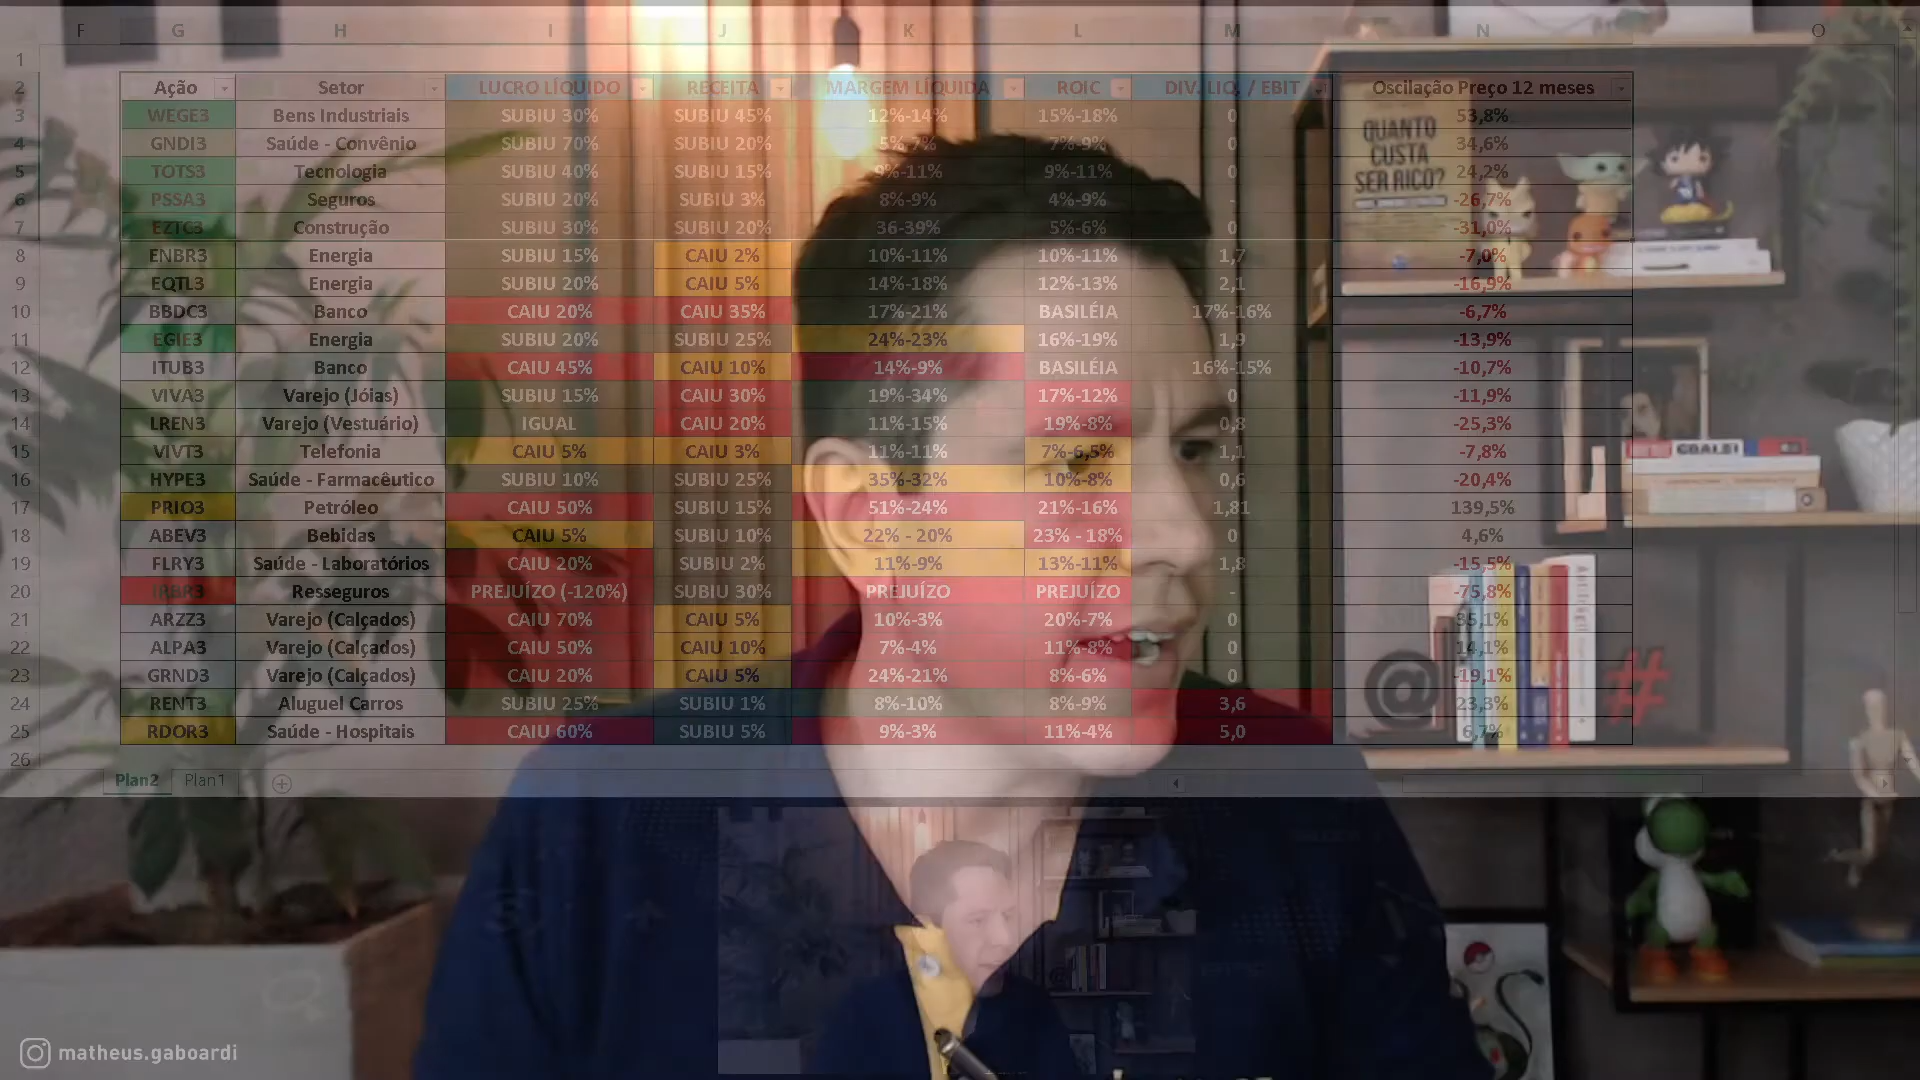 F G H I J K L M N O
1
2 Ação Setor LUCRO LÍQUIDO RECEITA MARGEM LÍQUIDA ROIC DIV. LIQ. / EBIT Oscilação Preço 12 meses
3 WEGE3 Bens Industriais SUBIU 30% SUBIU 45% 12%-14% 15%-18% 0 53,8%
4 GNDI3 Saúde - Convênio SUBIU 70% SUBIU 20% 5%-7% 7%-9% 0 34,6%
5 TOTS3 Tecnologia SUBIU 40% SUBIU 15% 9%-11% 9%-11% 0 24,2%
6 PSSA3 Seguros SUBIU 20% SUBIU 3% 8%-9% 4%-9% - -26,7%
7 EZTC3 Construção SUBIU 30% SUBIU 20% 36-39% 5%-6% 0 -31,0%
8 ENBR3 Energia SUBIU 15% CAIU 2% 10%-11% 10%-11% 1,7 -7,0%
9 EQTL3 Energia SUBIU 20% CAIU 5% 14%-18% 12%-13% 2,1 -16,9%
10 BBDC3 Banco CAIU 20% CAIU 35% 17%-21% BASILÉIA 17%-16% -6,7%
11 EGIE3 Energia SUBIU 20% SUBIU 25% 24%-23% 16%-19% 1,9 -13,9%
12 ITUB3 Banco CAIU 45% CAIU 10% 14%-9% BASILÉIA 16%-15% -10,7%
13 VIVA3 Varejo (Jóias) SUBIU 15% CAIU 30% 19%-34% 17%-12% 0 -11,9%
14 LREN3 Varejo (Vestuário) IGUAL CAIU 20% 11%-15% 19%-8% 0,8 -25,3%
15 VIVT3 Telefonia CAIU 5% CAIU 3% 11%-11% 7%-6,5% 1,1 -7,8%
16 HYPE3 Saúde - Farmacêutico SUBIU 10% SUBIU 25% 35%-32% 10%-8% 0,6 -20,4%
17 PRIO3 Petróleo CAIU 50% SUBIU 15% 51%-24% 21%-16% 1,81 139,5%
18 ABEV3 Bebidas CAIU 5% SUBIU 10% 22% - 20% 23% - 18% 0 4,6%
19 FLRY3 Saúde - Laboratórios CAIU 20% SUBIU 2% 11%-9% 13%-11% 1,8 -15,5%
20 IRBR3 Resseguros PREJUÍZO (-120%) SUBIU 30% PREJUÍZO PREJUÍZO - -75,8%
21 ARZZ3 Varejo (Calçados) CAIU 70% CAIU 5% 10%-3% 20%-7% 0 35,1%
22 ALPA3 Varejo (Calçados) CAIU 50% CAIU 10% 7%-4% 11%-8% 0 14,1%
23 GRND3 Varejo (Calçados) CAIU 20% CAIU 5% 24%-21% 8%-6% 0 -19,1%
24 RENT3 Aluguel Carros SUBIU 25% SUBIU 1% 8%-10% 8%-9% 3,6 23,3%
25 RDOR3 Saúde - Hospitais CAIU 60% SUBIU 5% 9%-3% 11%-4% 5,0 6,7%
26
Plan2 Plan1
QUANTO
CUSTA
SER RICO?
@ #
matheus.gaboardi